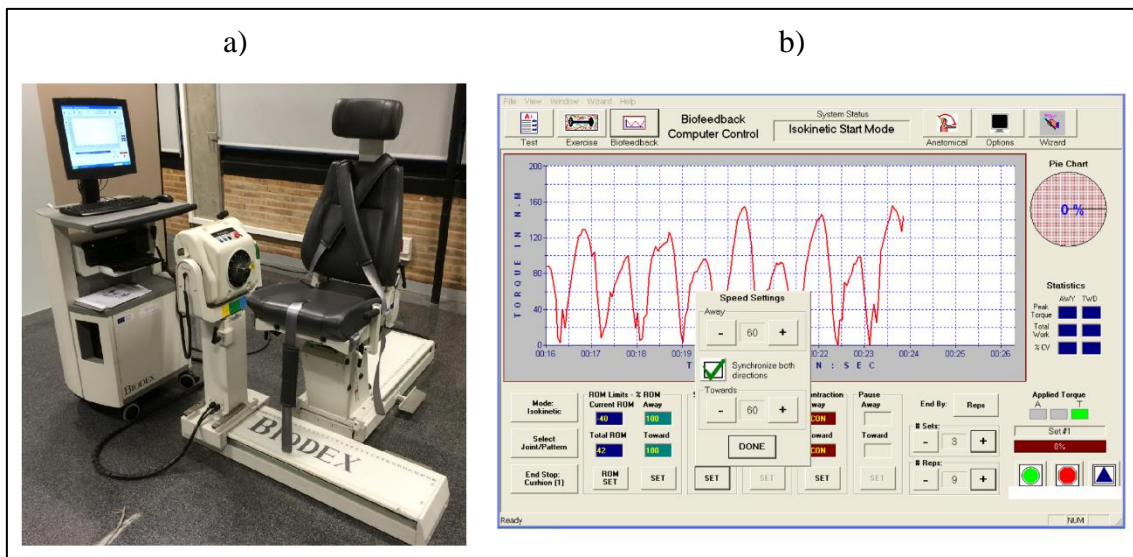 a)
b)
BIODEX
BIODEX
File View Window Wizard Help
Test
Exercise
Biofeedback
Biofeedback
Computer Control
System Status
Isokinetic Start Mode
Anatomical
Options
Wizard
TORQUE IN N.M
200
160
120
80
40
0
00:16
00:17
00:18
00:19
00:22
00:23
00:24
00:25
00:26
T
N : SEC
Pie Chart
0 %
Statistics
AWY TWD
Peak
Torque
Total
Work
% CV
Speed Settings
Away
- 60 +
Synchronize both
directions
Towards
- 60 +
DONE
Mode:
Isokinetic
Select
Joint/Pattern
End Stop:
Cushion (1)
ROM Limits - % ROM
Current ROM Away
-40 100
Total ROM Toward
42 100
ROM
SET
SET
S
SET
SET
ontraction
way
CON
oward
CON
SET
Pause
Away
Toward
SET
End By: Reps
# Sets:
- 3 +
# Reps:
- 9 +
Applied Torque
A T
Set #1
0%
Ready
NUM